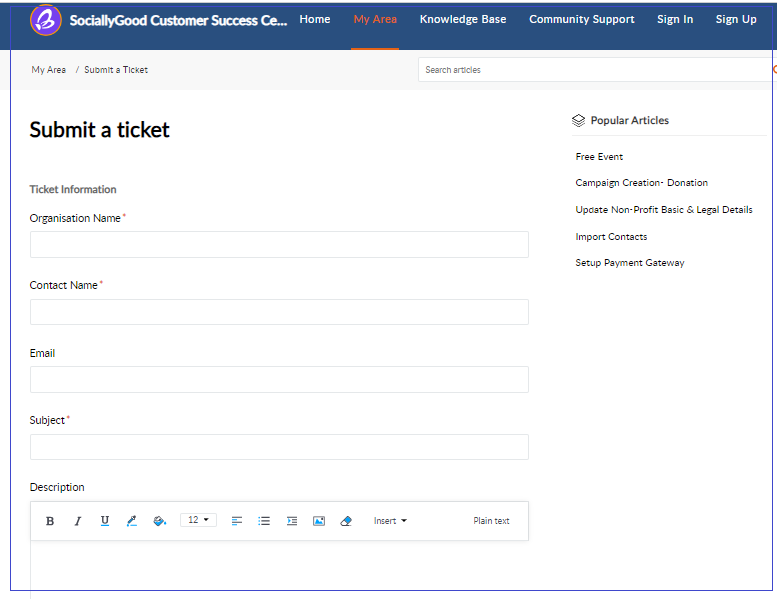 SociallyGood Customer Success Ce... Home My Area Knowledge Base Community Support Sign In Sign Up
My Area / Submit a Ticket Search articles
Submit a ticket
Ticket Information
Organisation Name*
Contact Name*
Email
Subject*
Description
B I U 12 Insert Plain text
Popular Articles
Free Event
Campaign Creation- Donation
Update Non-Profit Basic & Legal Details
Import Contacts
Setup Payment Gateway